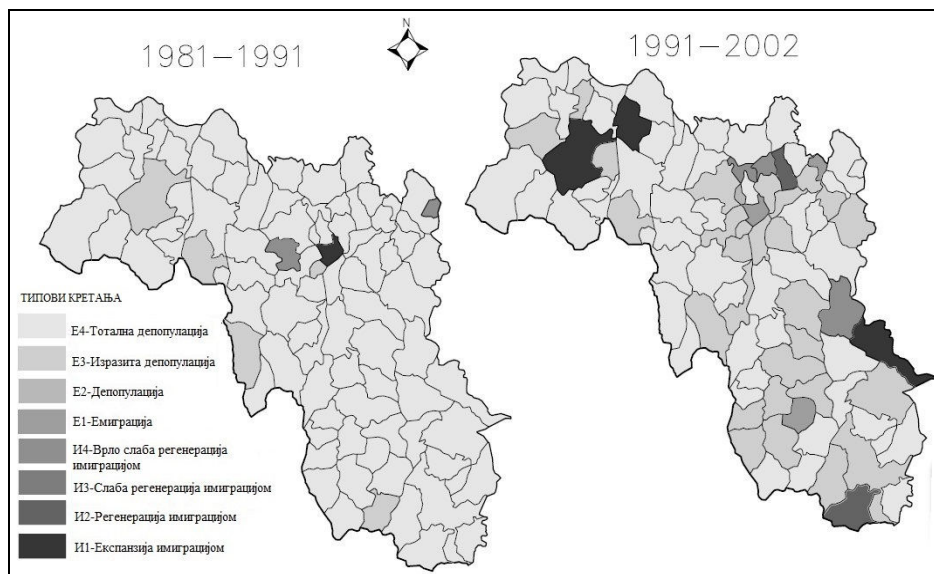 1981-1991
N
1991-2002
ТИПОВИ КРЕТАЊА
Е4-Тотална депопулација
Е3-Изразита депопулација
Е2-Депопулација
Е1-Емиграција
И4-Врло слаба регенерација
имиграцијом
И3-Слаба регенерација имиграцијом
И2-Регенерација имиграцијом
И1-Експанзија имиграцијом